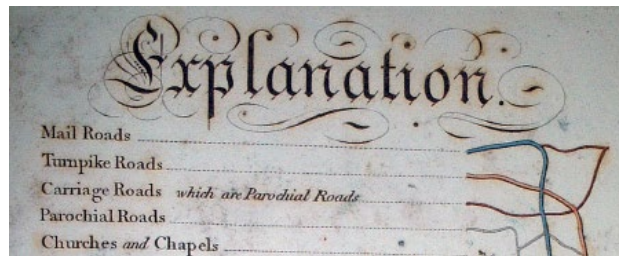 Explanation.
Mail Roads
Turnpike Roads
Carriage Roads which are Parochial Roads
Parochial Roads
Churches and Chapels